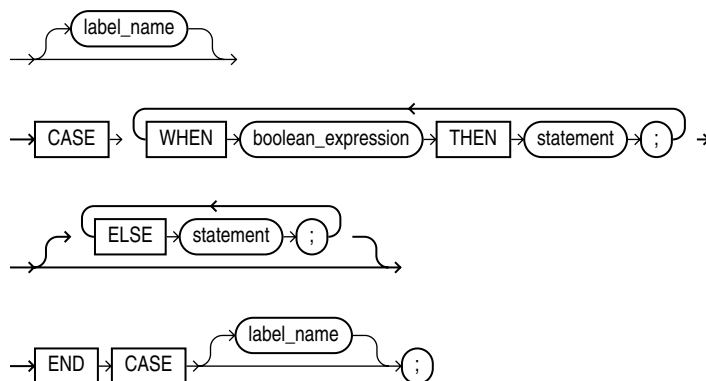 label_name
CASE WHEN boolean_expression THEN statement ;
ELSE statement ;
END CASE label_name ;